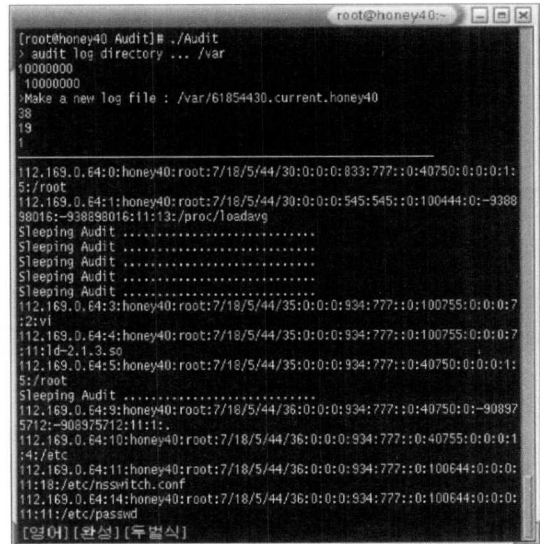 root@honey40:~
[root@honey40 Audit]# ./Audit
> audit log directory ... /var
10000000
 10000000
>Make a new log file : /var/61854430.current.honey40
38
19
1
112.169.0.64:0:honey40:root:7/18/5/44/30:0:0:0:833:777::0:40750:0:0:0:1:
5:/root
112.169.0.64:1:honey40:root:7/18/5/44/30:0:0:0:545:545::0:100444:0:-9388
98016:-938898016:11:13:/proc/loadavg
Sleeping Audit ............................
Sleeping Audit ............................
Sleeping Audit ............................
Sleeping Audit ............................
Sleeping Audit ............................
112.169.0.64:3:honey40:root:7/18/5/44/35:0:0:0:934:777::0:100755:0:0:0:7
:2:vi
112.169.0.64:4:honey40:root:7/18/5/44/35:0:0:0:934:777::0:100755:0:0:0:7
:11:ld-2.1.3.so
112.169.0.64:5:honey40:root:7/18/5/44/35:0:0:0:934:777::0:40750:0:0:0:1:
5:/root
Sleeping Audit ............................
112.169.0.64:9:honey40:root:7/18/5/44/36:0:0:0:934:777::0:40750:0:-90897
5712:-908975712:11:1:.
112.169.0.64:10:honey40:root:7/18/5/44/36:0:0:0:934:777::0:40755:0:0:0:1
:4:/etc
112.169.0.64:11:honey40:root:7/18/5/44/36:0:0:0:934:777::0:100644:0:0:0:
11:18:/etc/nsswitch.conf
112.169.0.64:14:honey40:root:7/18/5/44/36:0:0:0:934:777::0:100644:0:0:0:
11:11:/etc/passwd
[영어][완성][두벌식]